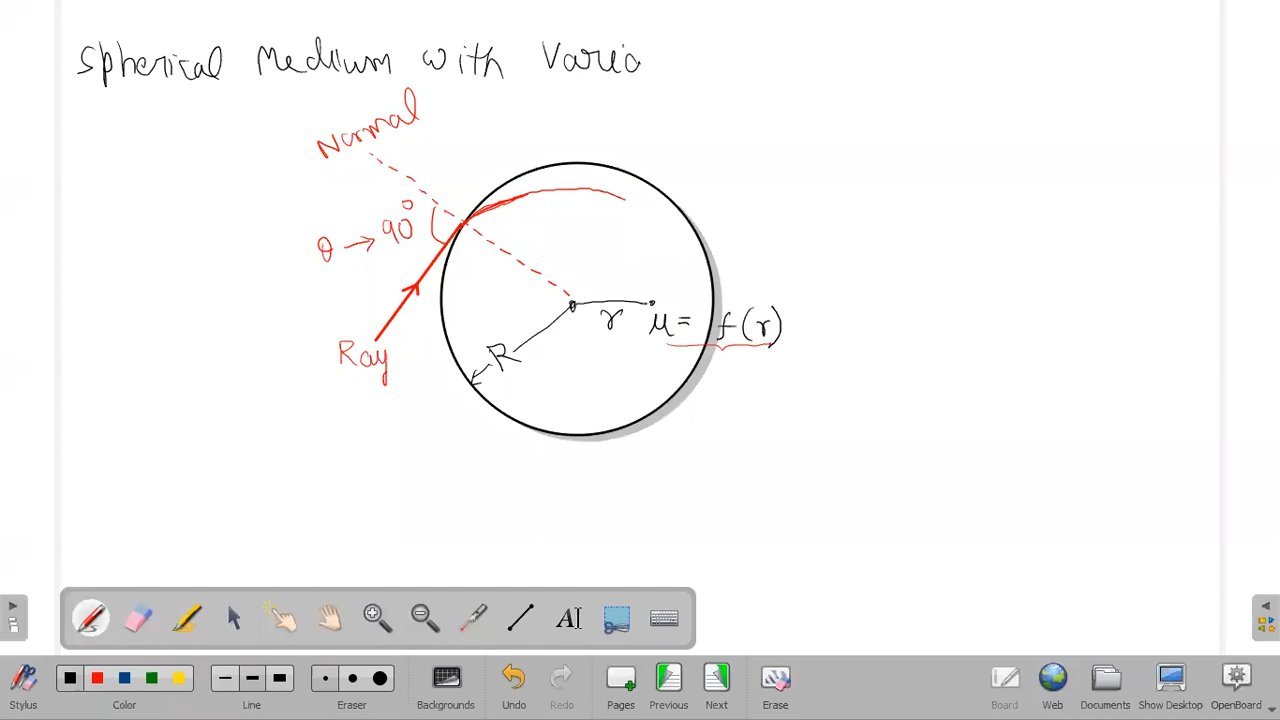 Spherical Medium with Varia
Normal
θ → 90°
Ray
R
r
μ = f(r)
Stylus
Color
Line
Eraser
Backgrounds
Undo
Redo
Pages
Previous
Next
Erase
Board
Web
Documents
Show Desktop
OpenBoard